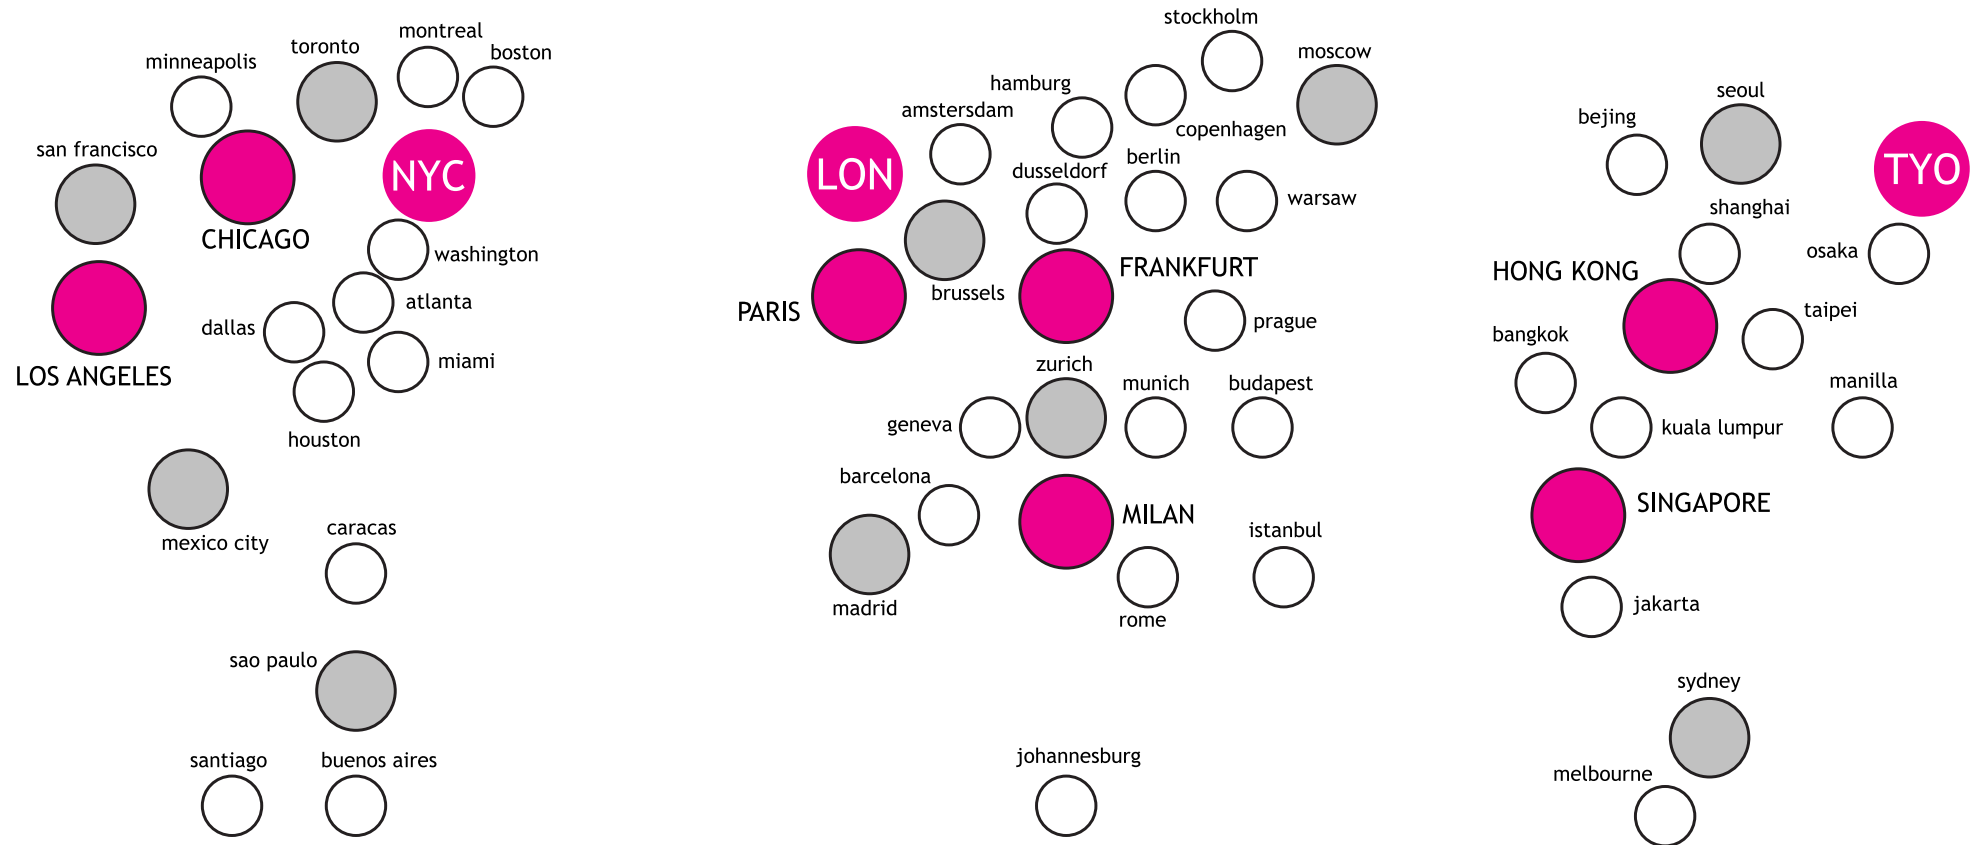 minneapolis
toronto
montreal
boston
san francisco
NYC
CHICAGO
washington
LOS ANGELES
atlanta
dallas
miami
houston
mexico city
caracas
sao paulo
santiago
buenos aires
stockholm
moscow
hamburg
amstersdam
copenhagen
LON
dusseldorf
berlin
warsaw
FRANKFURT
brussels
PARIS
prague
zurich
munich
budapest
geneva
barcelona
MILAN
istanbul
madrid
rome
johannesburg
seoul
bejing
TYO
shanghai
osaka
HONG KONG
taipei
bangkok
manilla
kuala lumpur
SINGAPORE
jakarta
sydney
melbourne